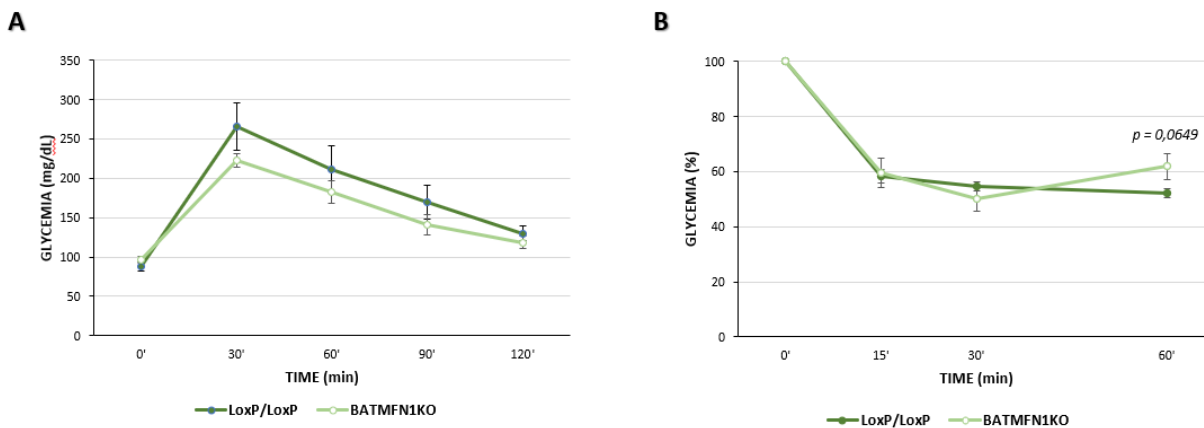 A
GLYCEMIA (mg/dL)
350
300
250
200
150
100
50
0
0' 30' 60' 90' 120'
TIME (min)
LoxP/LoxP BATMFN1KO
B
GLYCEMIA (%)
100
80
60
40
20
0
p = 0,0649
0' 15' 30' 60'
TIME (min)
LoxP/LoxP BATMFN1KO